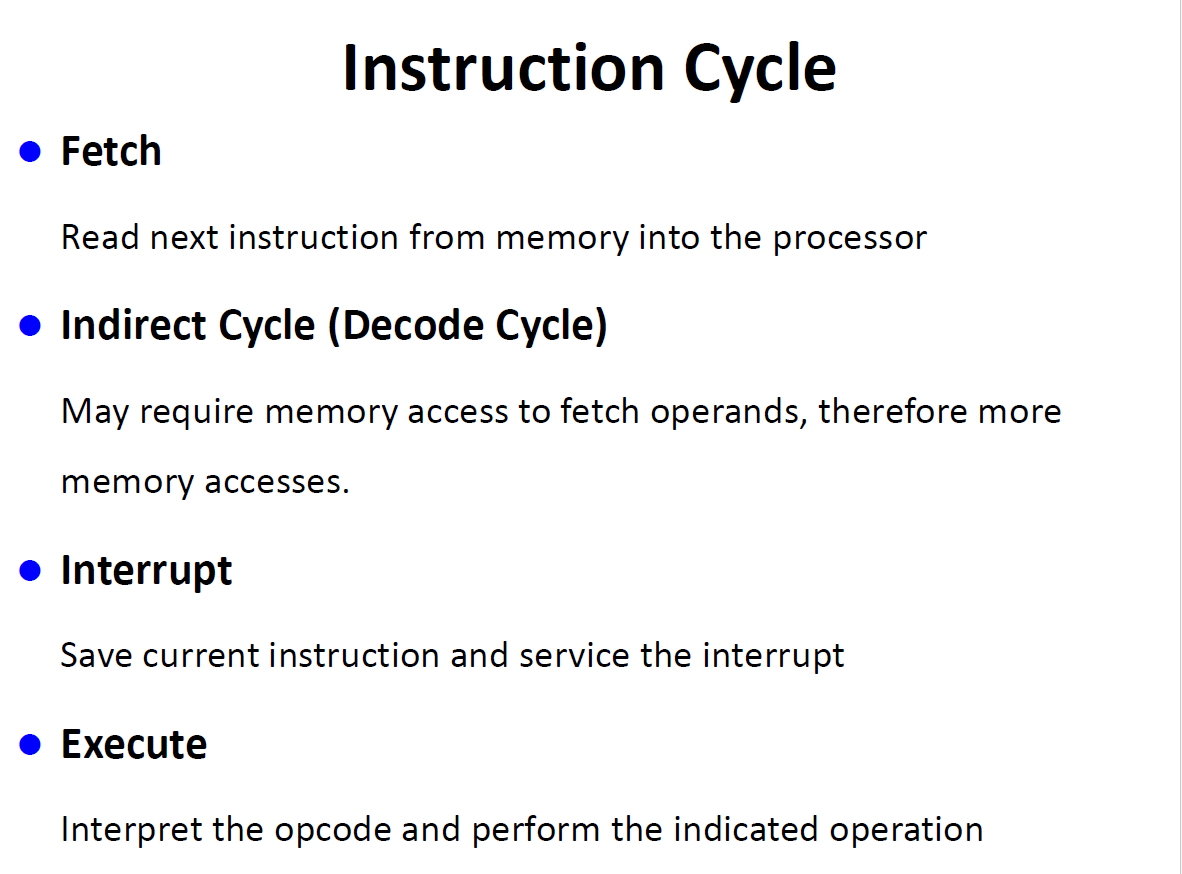 Instruction Cycle
● Fetch
Read next instruction from memory into the processor
● Indirect Cycle (Decode Cycle)
May require memory access to fetch operands, therefore more
memory accesses.
● Interrupt
Save current instruction and service the interrupt
● Execute
Interpret the opcode and perform the indicated operation